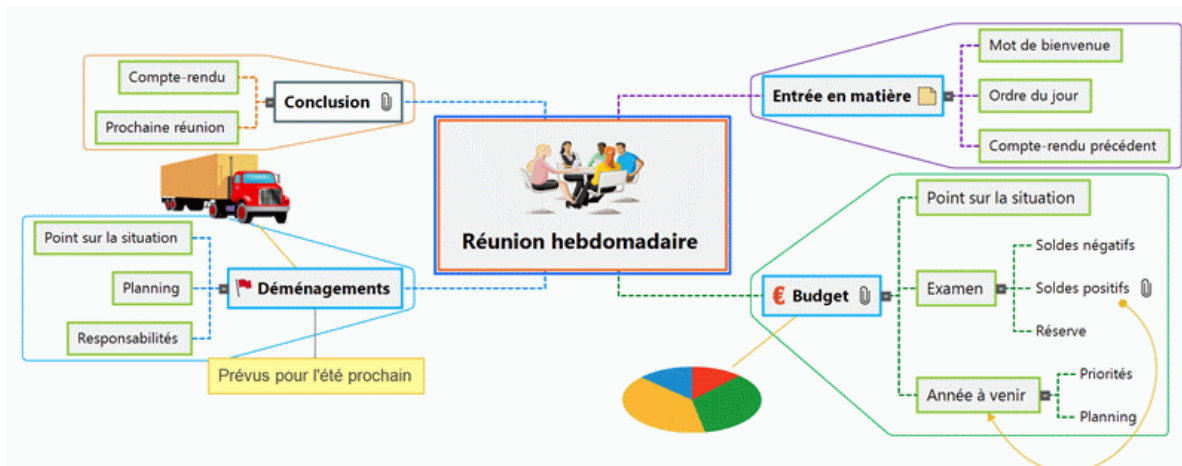 Réunion hebdomadaire
Entrée en matière
Mot de bienvenue
Ordre du jour
Compte-rendu précédent
€ Budget
Point sur la situation
Examen
Soldes négatifs
Soldes positifs
Réserve
Année à venir
Priorités
Planning
Déménagements
Point sur la situation
Planning
Responsabilités
Prévus pour l'été prochain
Conclusion
Compte-rendu
Prochaine réunion